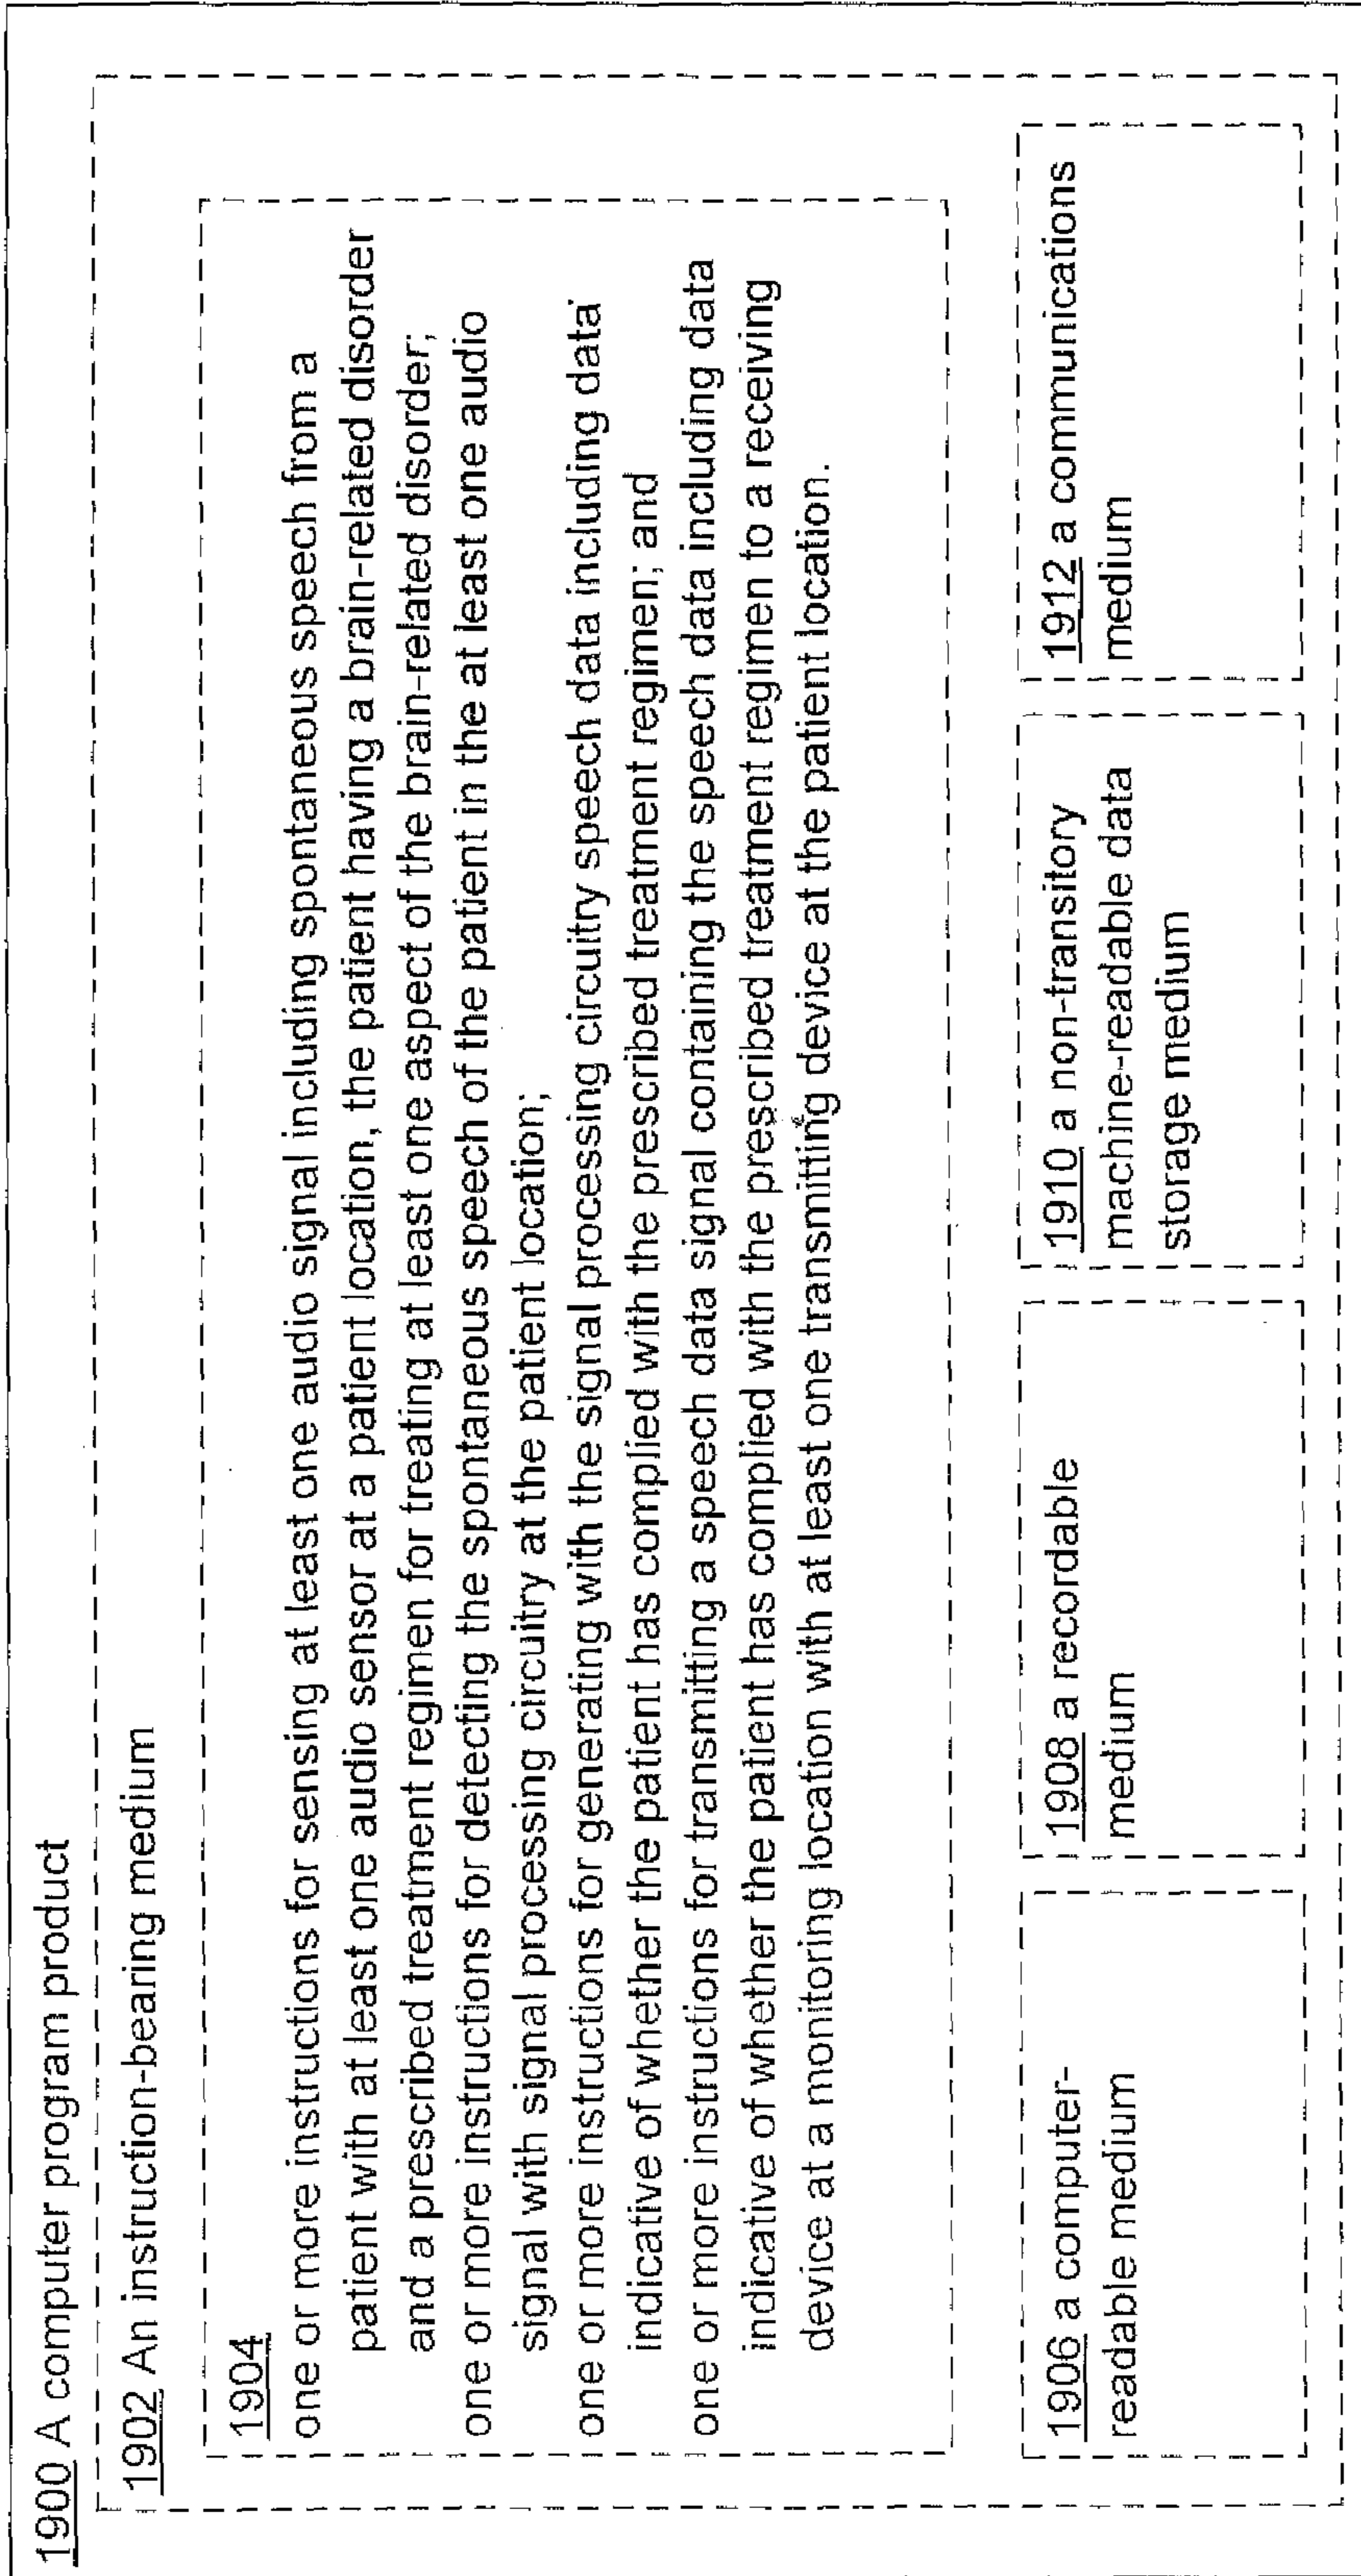 1900 A computer program product
1902 An instruction-bearing medium
1904
one or more instructions for sensing at least one audio signal including spontaneous speech from a
patient with at least one audio sensor at a patient location, the patient having a brain-related disorder
and a prescribed treatment regimen for treating at least one aspect of the brain-related disorder;
one or more instructions for detecting the spontaneous speech of the patient in the at least one audio
signal with signal processing circuitry at the patient location;
one or more instructions for generating with the signal processing circuitry speech data including data
indicative of whether the patient has complied with the prescribed treatment regimen; and
one or more instructions for transmitting a speech data signal containing the speech data including data
indicative of whether the patient has complied with the prescribed treatment regimen to a receiving
device at a monitoring location with at least one transmitting device at the patient location.
1906 a computer-
readable medium
1908 a recordable
medium
1910 a non-transitory
machine-readable data
storage medium
1912 a communications
medium